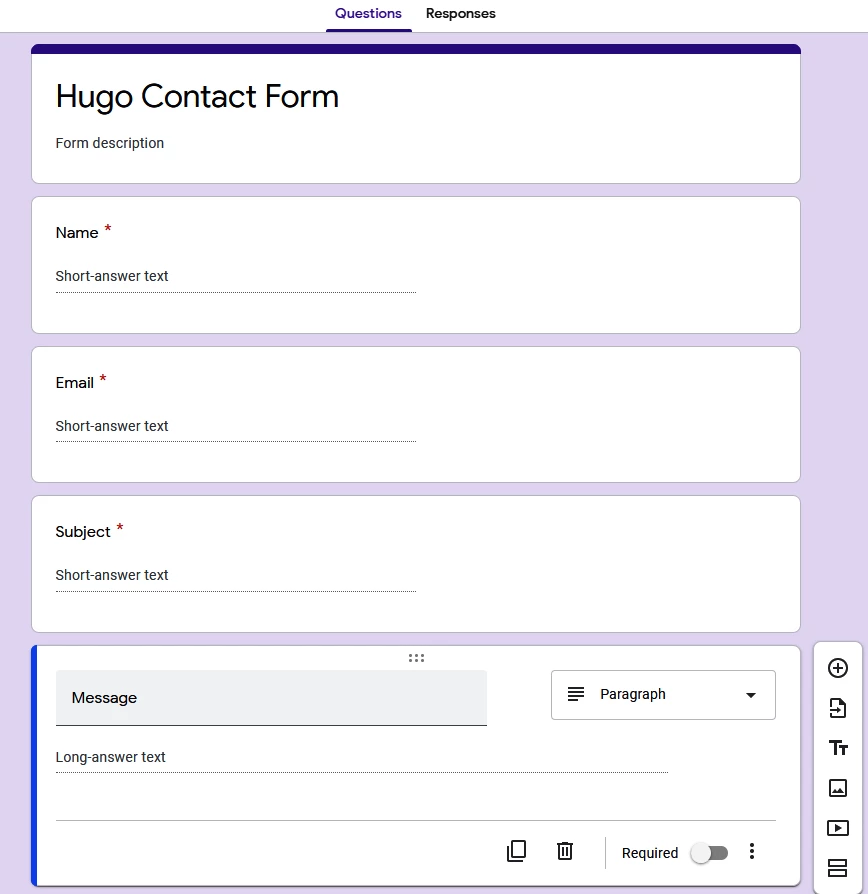 Questions Responses
Hugo Contact Form
Form description
Name *
Short-answer text
Email *
Short-answer text
Subject *
Short-answer text
Message
Paragraph
Long-answer text
Required